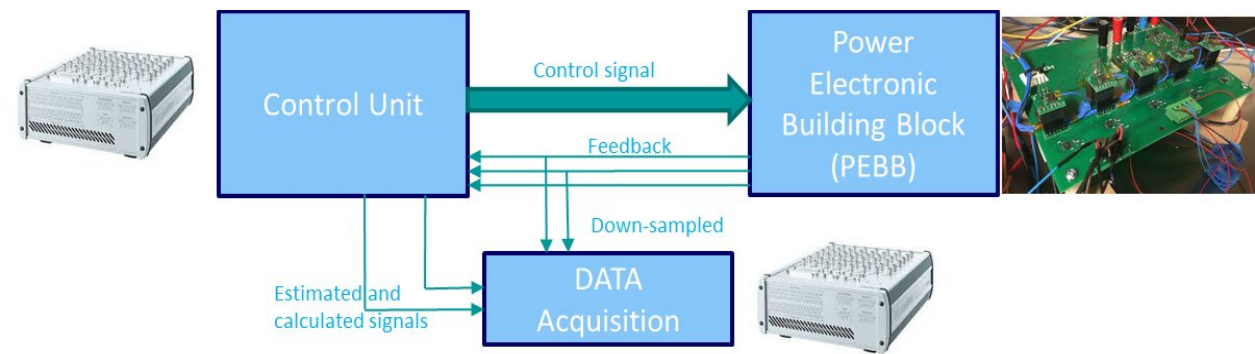 Control Unit
Control signal
Power
Electronic
Building Block
(PEBB)
Feedback
Down-sampled
Estimated and
calculated signals
DATA
Acquisition